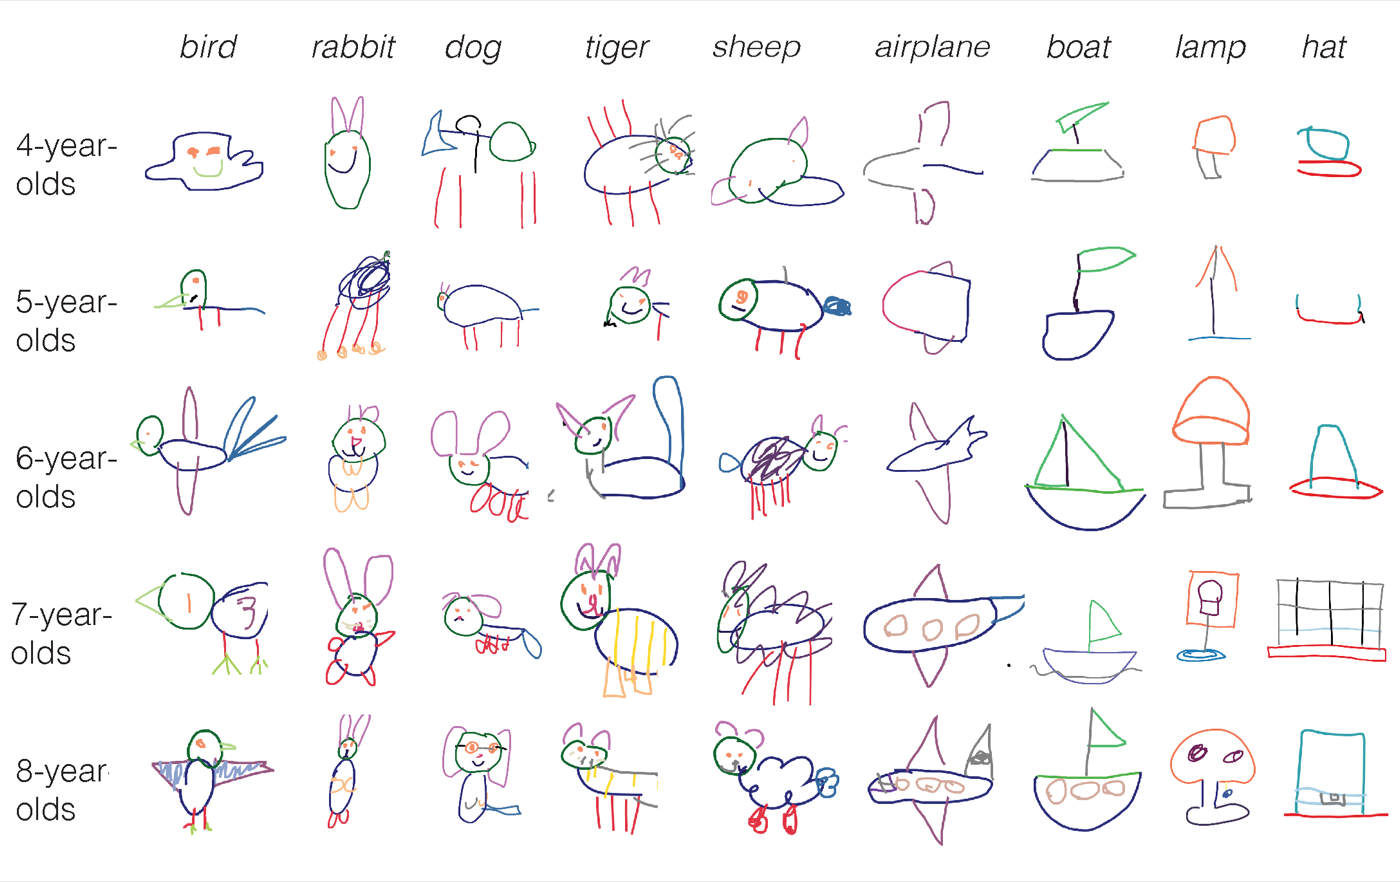 bird rabbit dog tiger sheep airplane boat lamp hat
4-year-
olds
5-year-
olds
6-year-
olds
7-year-
olds
8-year
olds